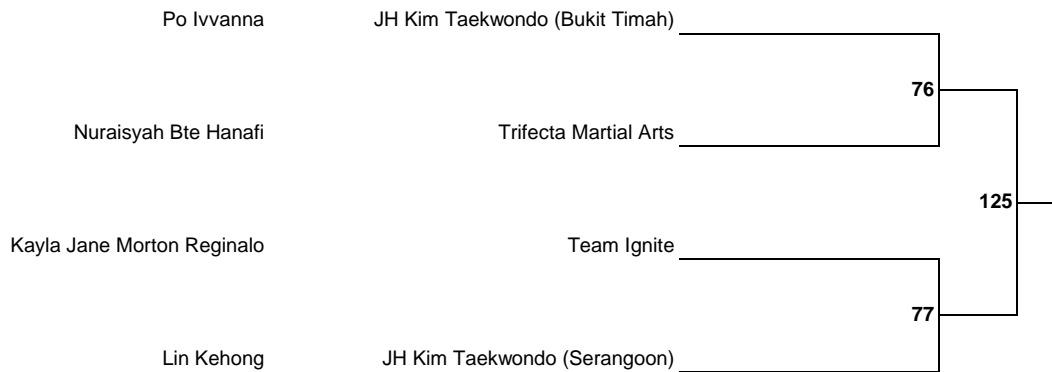 Po Ivvanna JH Kim Taekwondo (Bukit Timah)
76
Nuraisyah Bte Hanafi Trifecta Martial Arts
125
Kayla Jane Morton Reginalo Team Ignite
77
Lin Kehong JH Kim Taekwondo (Serangoon)